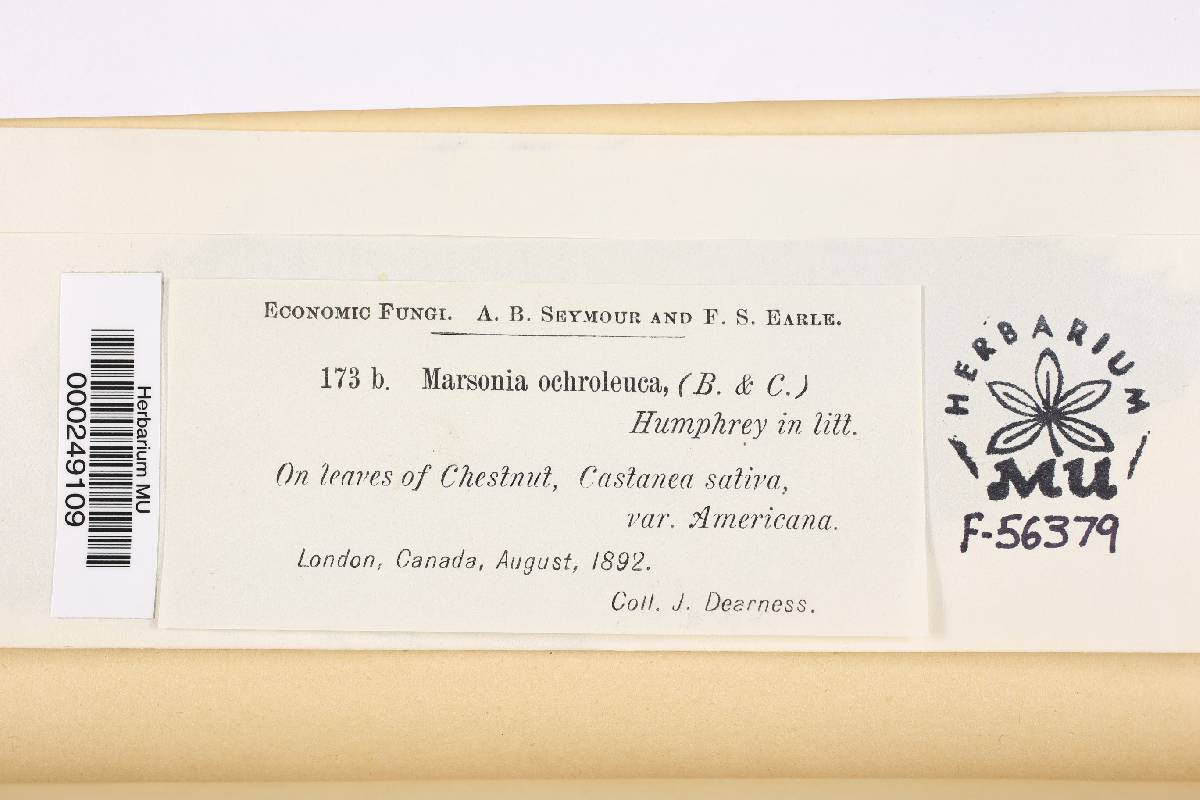 Herbarium MU
000249109
ECONOMIC FUNGI. A. B. SEYMOUR AND F. S. EARLE.
173 b. Marsonia ochroleuca, (B. & C.)
Humphrey in litt.
On leaves of Chestnut, Castanea sativa,
var. Americana.
London, Canada, August, 1892.
Coll. J. Dearness.
HERBARIUM
MU
F-56379